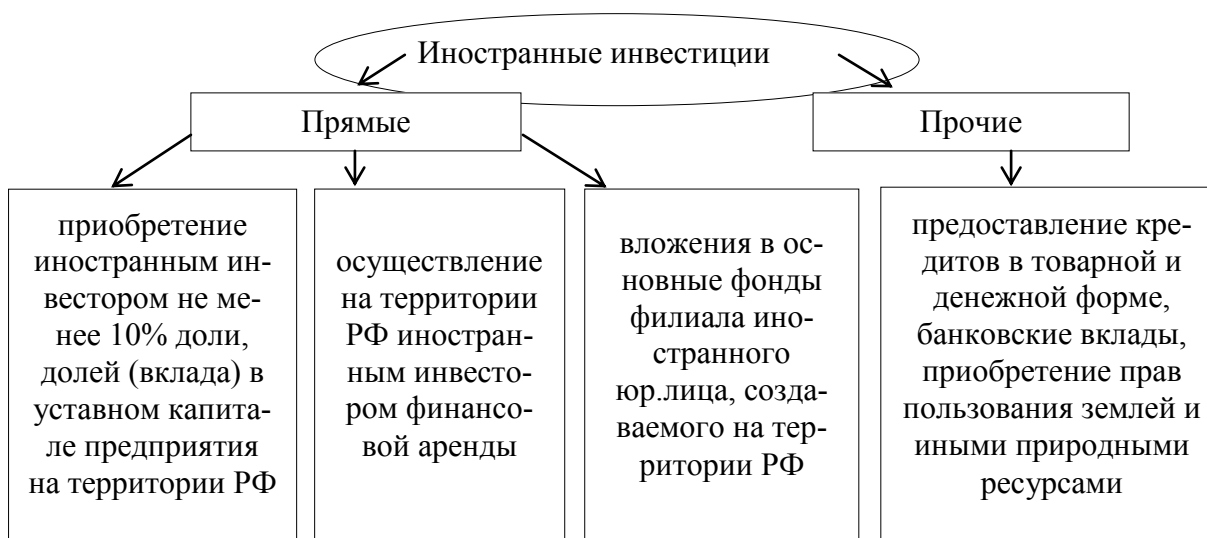 Иностранные инвестиции
Прямые
Прочие
приобретение
иностранным ин-
вестором не ме-
нее 10% доли,
долей (вклада) в
уставном капита-
ле предприятия
на территории РФ
осуществление
на территории
РФ иностран-
ным инвесто-
ром финансо-
вой аренды
вложения в ос-
новные фонды
филиала ино-
странного
юр.лица, созда-
ваемого на тер-
ритории РФ
предоставление кре-
дитов в товарной и
денежной форме,
банковские вклады,
приобретение прав
пользования землей и
иными природными
ресурсами